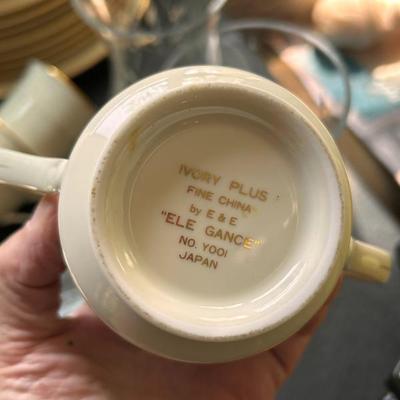 IVORY PLUS
FINE CHINA
by E & E
"ELE GANCE"
NO. Y001
JAPAN